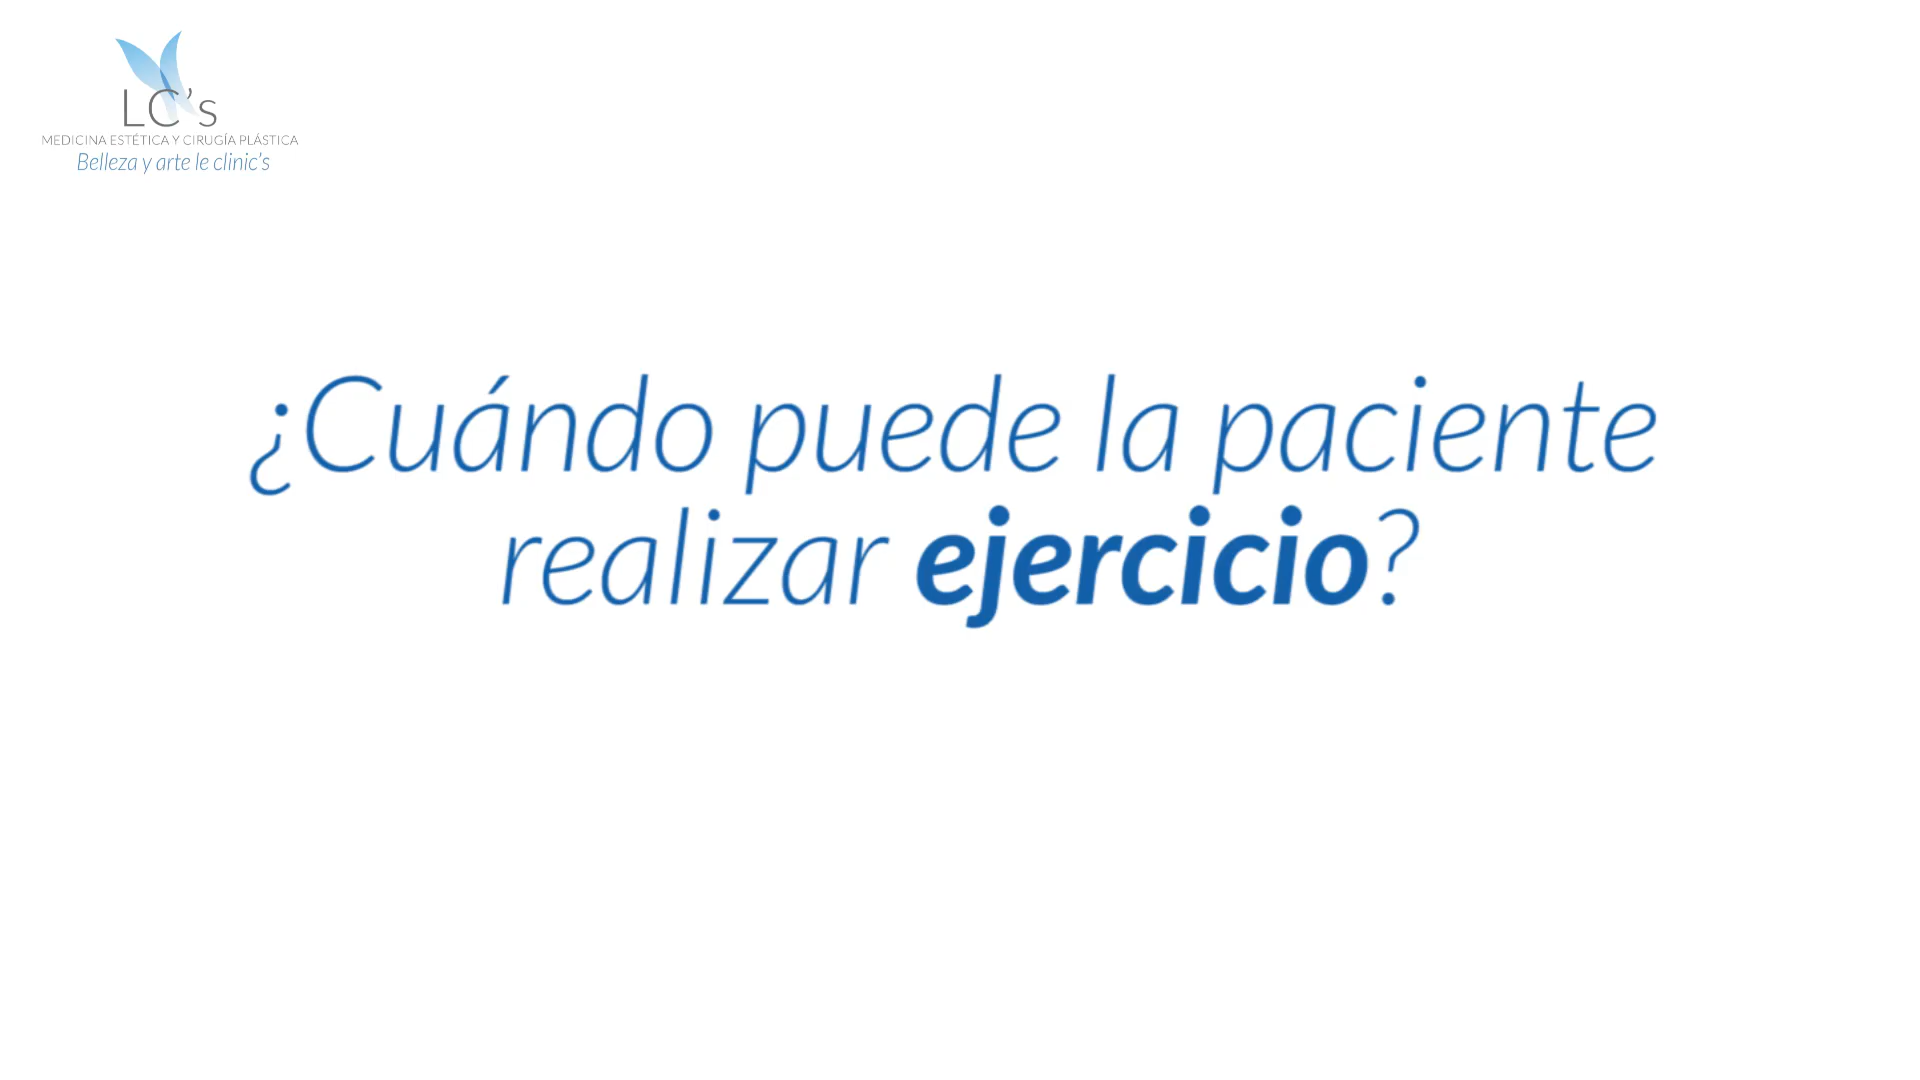 LC's
MEDICINA ESTÉTICA Y CIRUGÍA PLÁSTICA
Belleza y arte le clinic's
¿Cuándo puede la paciente
realizar ejercicio?